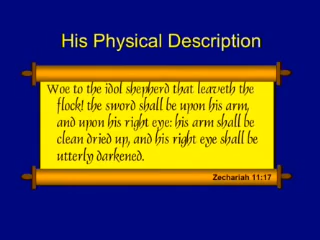 His Physical Description
Woe to the idol shepherd that leaveth the
flock! the sword shall be upon his arm,
and upon his right eye: his arm shall be
clean dried up, and his right eye shall be
utterly darkened.
Zechariah 11:17